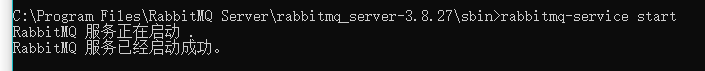 C:\Program Files\RabbitMQ Server\rabbitmq_server-3.8.27\sbin>rabbitmq-service start
RabbitMQ 服务正在启动 .
RabbitMQ 服务已经启动成功。